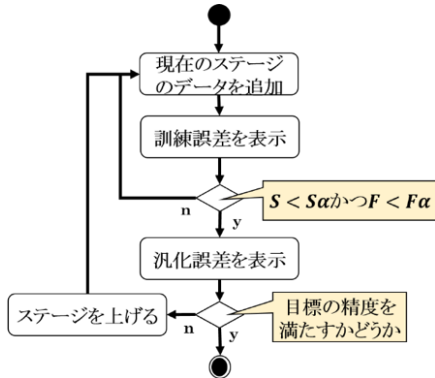 現在のステージ
のデータを追加
訓練誤差を表示
n
y
S < Sαかつ F < Fα
汎化誤差を表示
ステージを上げる
n
y
目標の精度を
満たすかどうか